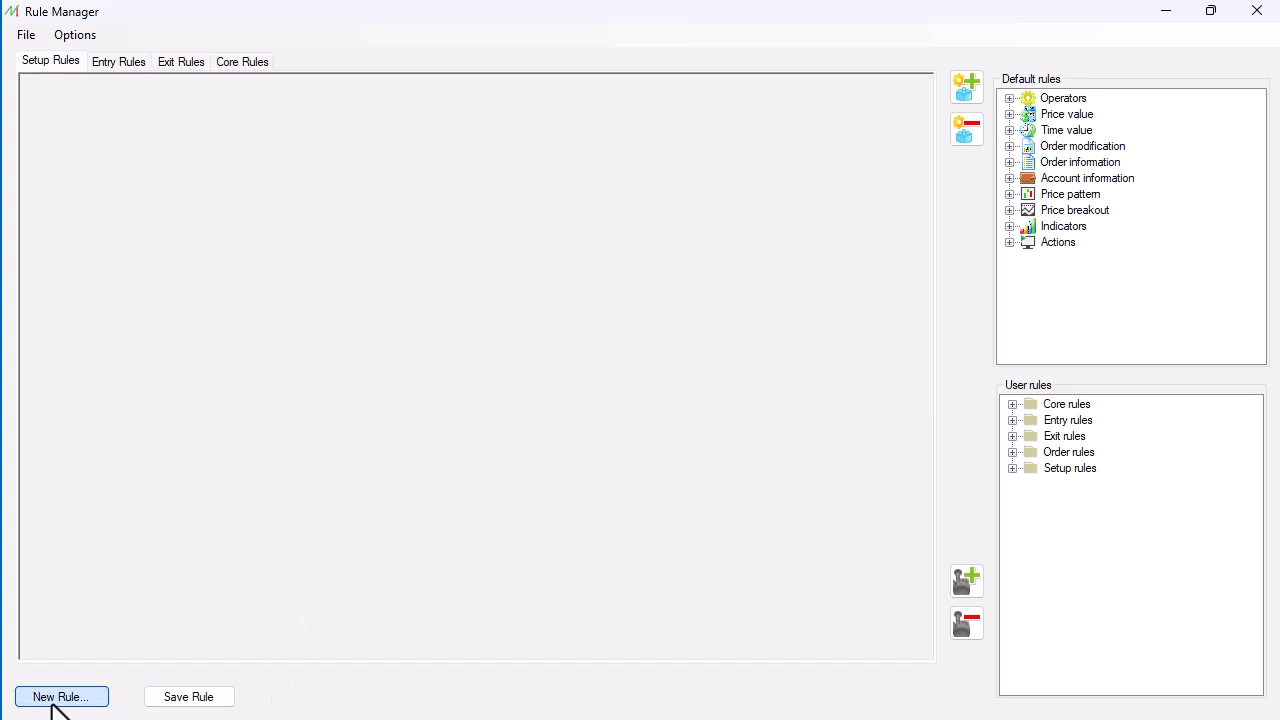 Rule Manager
File Options
Setup Rules Entry Rules Exit Rules Core Rules
Default rules
Operators
Price value
Time value
Order modification
Order information
Account information
Price pattern
Price breakout
Indicators
Actions
User rules
Core rules
Entry rules
Exit rules
Order rules
Setup rules
New Rule... Save Rule